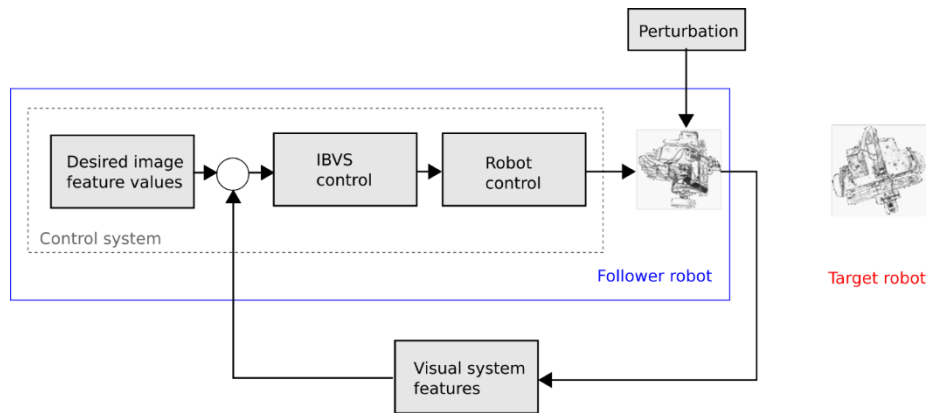 Perturbation
Desired image
feature values
IBVS
control
Robot
control
Control system
Follower robot
Target robot
Visual system
features